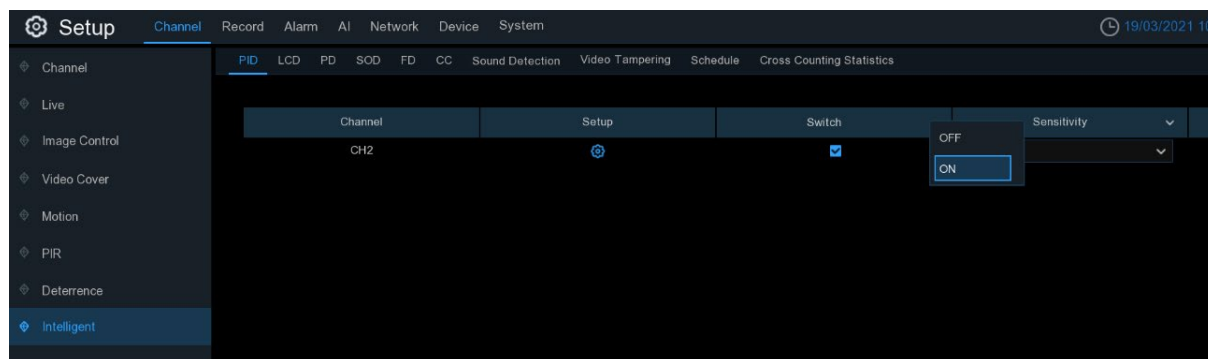 Setup Channel Record Alarm AI Network Device System 19/03/2021
Channel PID LCD PD SOD FD CC Sound Detection Video Tampering Schedule Cross Counting Statistics
Live
Channel Setup Switch Sensitivity
Image Control OFF
CH2
ON
Video Cover
Motion
PIR
Deterrence
Intelligent